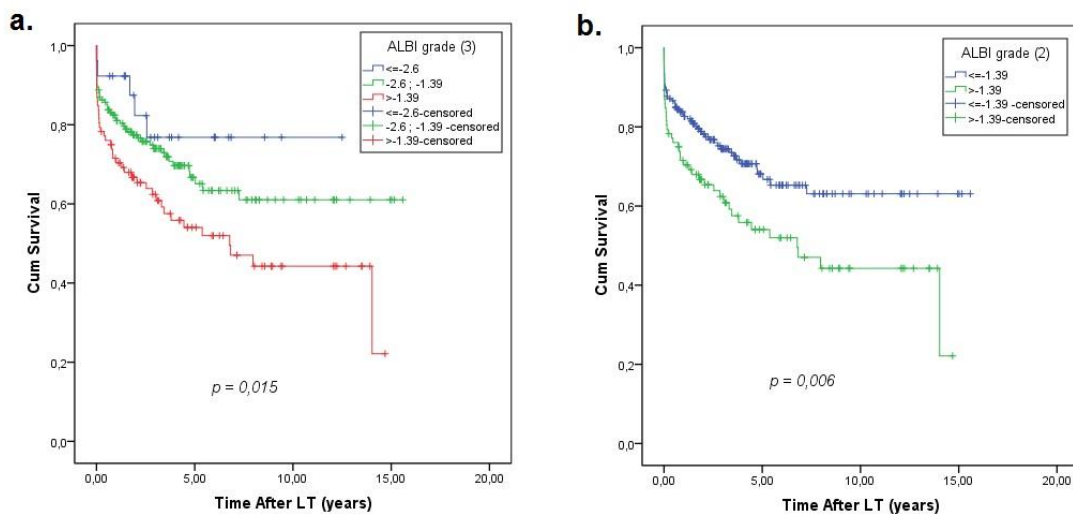 a.
ALBI grade (3)
<=-2.6
-2.6 ; -1.39
>-1.39
<=-2.6-censored
-2.6 ; -1.39 -censored
>-1.39-censored
Cum Survival
1,0
0,8
0,6
0,4
0,2
0,0
p = 0,015
0,00 5,00 10,00 15,00 20,00
Time After LT (years)
b.
ALBI grade (2)
<=-1.39
>-1.39
<=-1.39 -censored
>-1.39-censored
Cum Survival
1,0
0,8
0,6
0,4
0,2
0,0
p = 0,006
0,00 5,00 10,00 15,00 20,00
Time After LT (years)